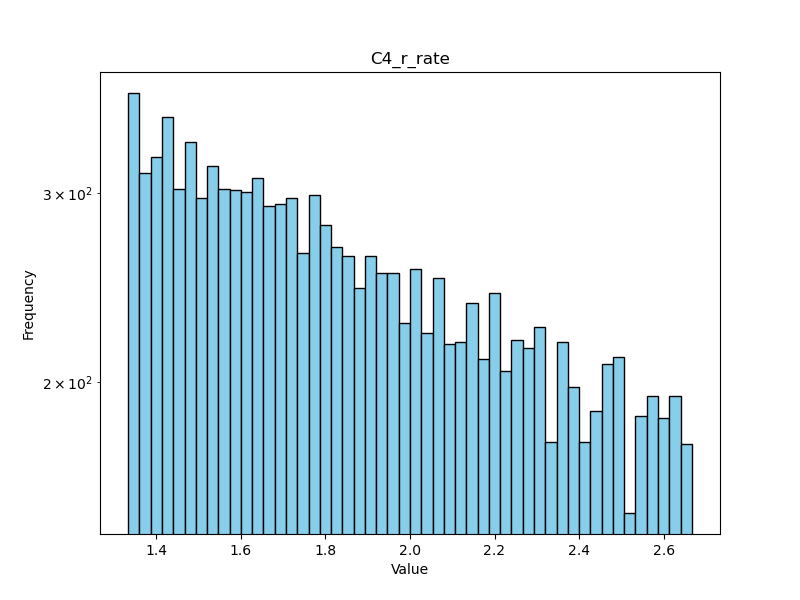 C4_r_rate
3 × 10²
2 × 10²
Frequency
1.4 1.6 1.8 2.0 2.2 2.4 2.6
Value